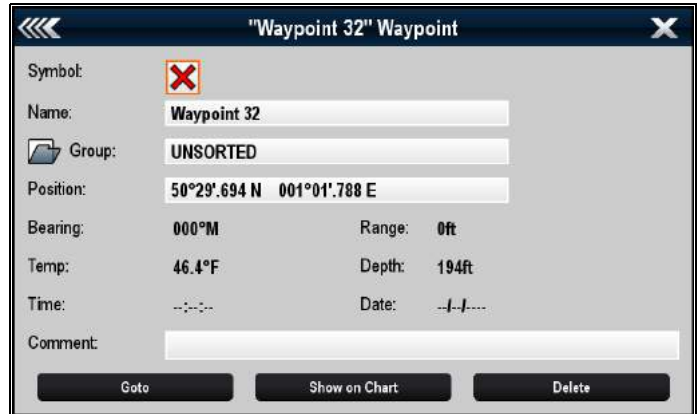 "Waypoint 32" Waypoint
Symbol:
Name: Waypoint 32
Group: UNSORTED
Position: 50°29'.694 N 001°01'.788 E
Bearing: 000°M Range: 0ft
Temp: 46.4°F Depth: 194ft
Time: --:--:-- Date: --/--/----
Comment:
Goto Show on Chart Delete